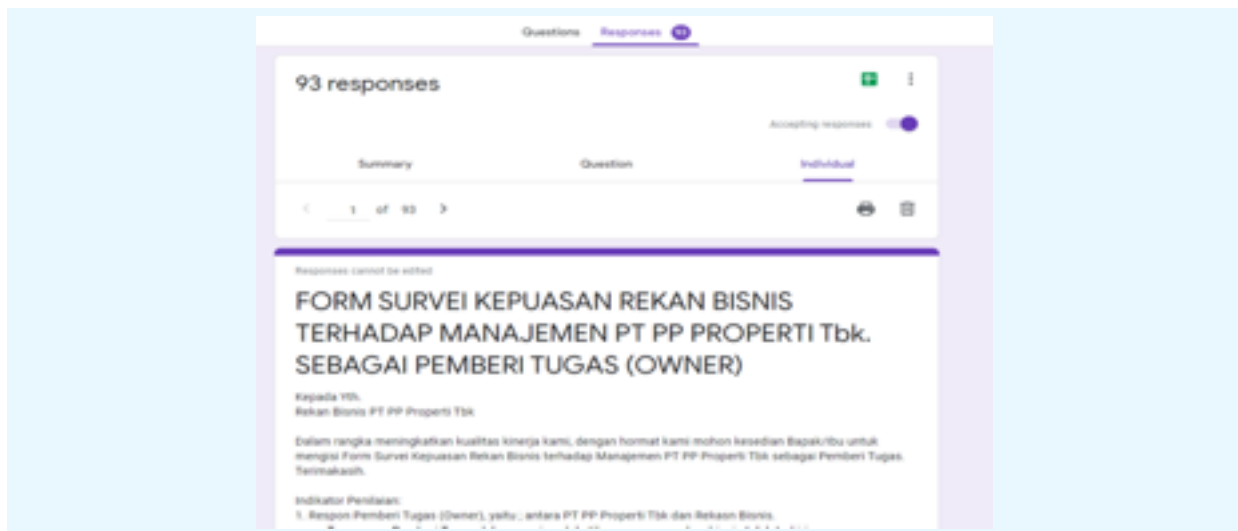 Questions Responses 93
93 responses
Accepting responses
Summary Question Individual
1 of 93
Responses cannot be edited
FORM SURVEI KEPUASAN REKAN BISNIS
TERHADAP MANAJEMEN PT PP PROPERTI Tbk.
SEBAGAI PEMBERI TUGAS (OWNER)
Kepada Yth.
Rekan Bisnis PT PP Properti Tbk
Dalam rangka meningkatkan kualitas kinerja kami, dengan hormat kami mohon kesedian Bapak/Ibu untuk
mengisi Form Survei Kepuasan Rekan Bisnis terhadap Manajemen PT PP Properti Tbk sebagai Pemberi Tugas.
Terimakasih.
Indikator Penilaian:
1. Respon Pemberi Tugas (Owner), yaitu ; antara PT PP Properti Tbk dan Rekasn Bisnis.